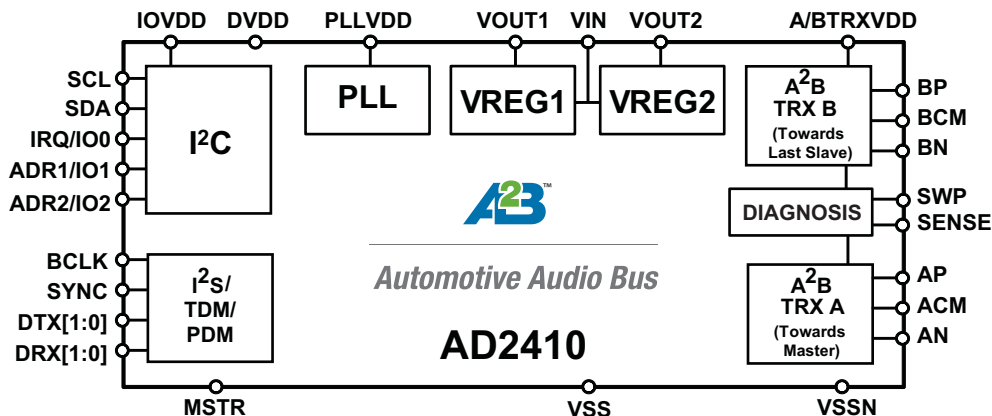 IOVDD DVDD PLLVDD VOUT1 VIN VOUT2 A/BTRXVDD
SCL
SDA
IRQ/IO0
ADR1/IO1
ADR2/IO2
I²C
PLL
VREG1
VREG2
A²B
TRX B
(Towards
Last Slave)
BP
BCM
BN
DIAGNOSIS
SWP
SENSE
A²B™
Automotive Audio Bus
AD2410
BCLK
SYNC
DTX[1:0]
DRX[1:0]
I²S/
TDM/
PDM
A²B
TRX A
(Towards
Master)
AP
ACM
AN
MSTR VSS VSSN